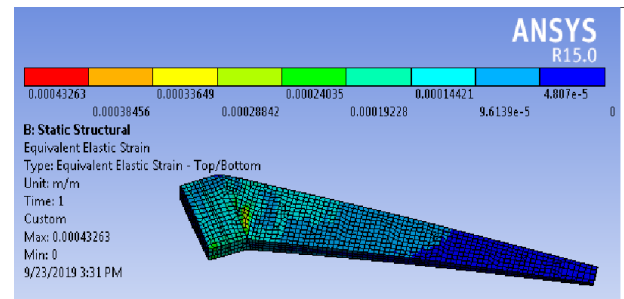 ANSYS
R15.0
0.00043263 0.00033649 0.00024035 0.00014421 4.807e-5
0.00038456 0.00028842 0.00019228 9.6139e-5 0
B: Static Structural
Equivalent Elastic Strain
Type: Equivalent Elastic Strain - Top/Bottom
Unit: m/m
Time: 1
Custom
Max: 0.00043263
Min: 0
9/23/2019 3:31 PM